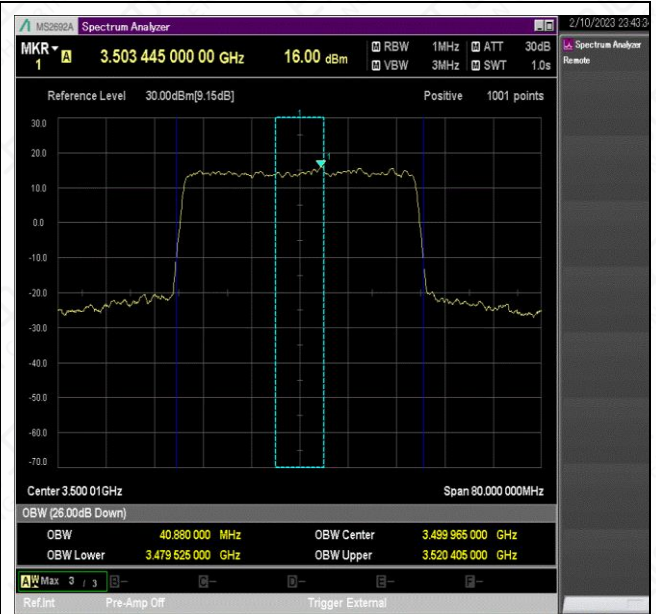 MS2692A Spectrum Analyzer
2/10/2023 23:43:3
MKR 1 A 3.503 445 000 00 GHz 16.00 dBm
M RBW 1MHz M ATT 30dB
M VBW 3MHz M SWT 1.0s
Spectrum Analyzer
Remote
Reference Level 30.00dBm[9.15dB] Positive 1001 points
30.0
20.0
10.0
0.0
-10.0
-20.0
-30.0
-40.0
-50.0
-60.0
-70.0
1
1
Center 3.500 01GHz Span 80.000 000MHz
OBW (26.00dB Down)
OBW 40.880 000 MHz OBW Center 3.499 965 000 GHz
OBW Lower 3.479 525 000 GHz OBW Upper 3.520 405 000 GHz
A W Max 3 / 3 B- C- D- E- F-
Ref.Int Pre-Amp Off Trigger External